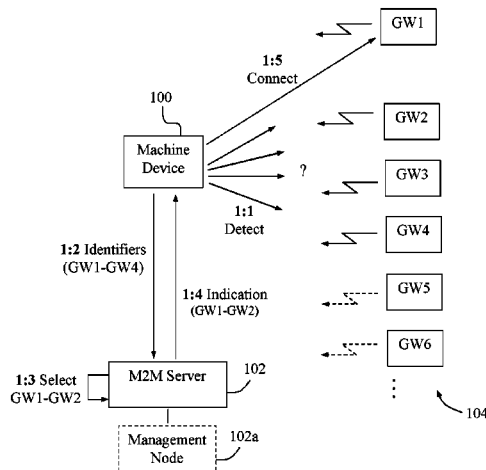 GW1
1:5
Connect
100
GW2
Machine
Device
?
GW3
1:1
Detect
1:2 Identifiers
(GW1-GW4)
GW4
1:4 Indication
(GW1-GW2)
GW5
GW6
1:3 Select
GW1-GW2
M2M Server
102
104
Management
Node
102a